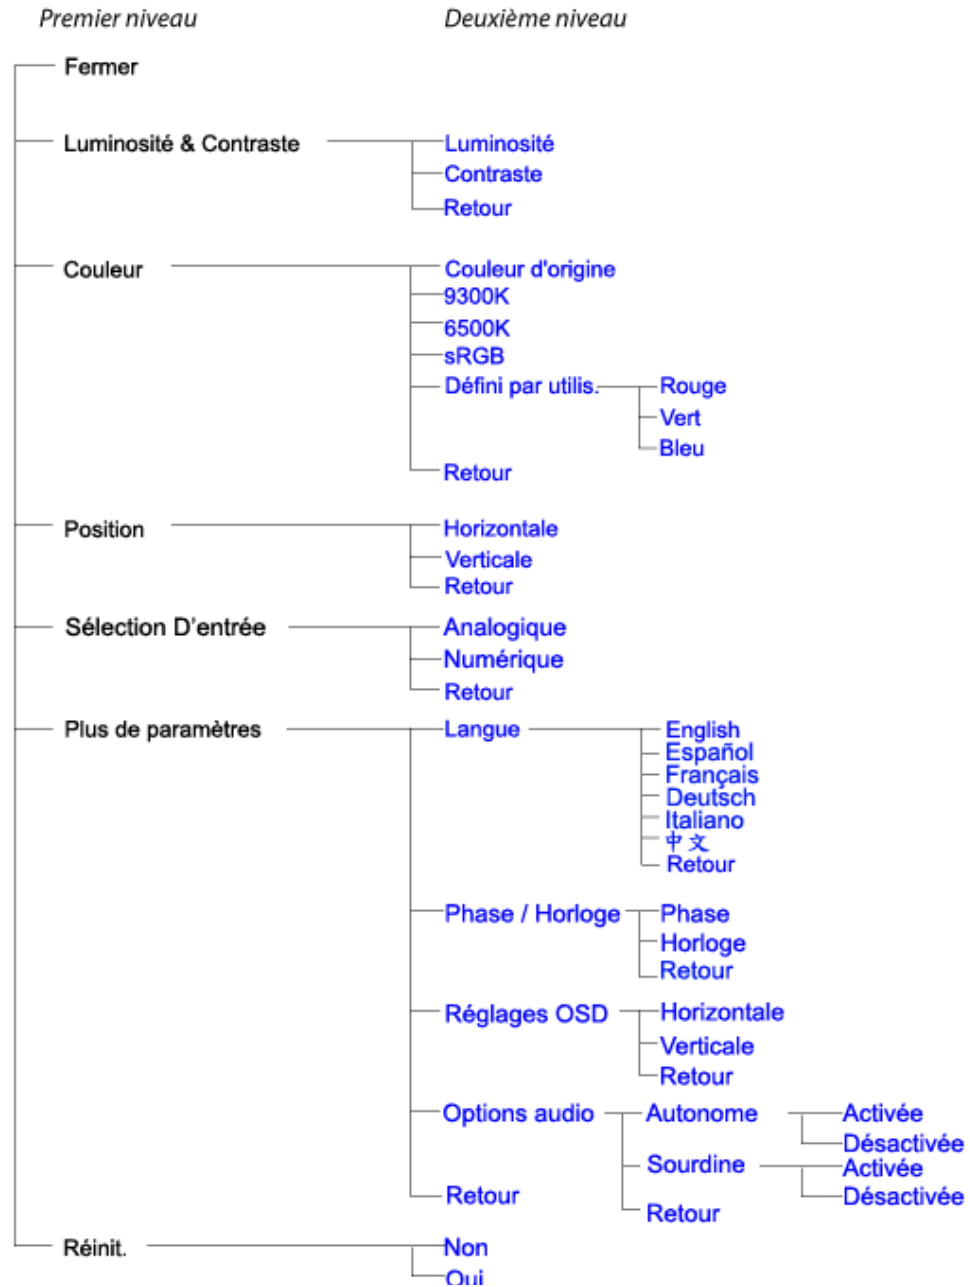 Premier niveau Deuxième niveau
Fermer
Luminosité & Contraste Luminosité
Contraste
Retour
Couleur Couleur d'origine
9300K
6500K
sRGB
Défini par utilis. Rouge
Vert
Bleu
Retour
Position Horizontale
Verticale
Retour
Sélection D’entrée Analogique
Numérique
Retour
Plus de paramètres Langue English
Español
Français
Deutsch
Italiano
中文
Retour
Phase / Horloge Phase
Horloge
Retour
Réglages OSD Horizontale
Verticale
Retour
Options audio Autonome Activée
Désactivée
Sourdine Activée
Retour Désactivée
Retour
Réinit. Non
Oui